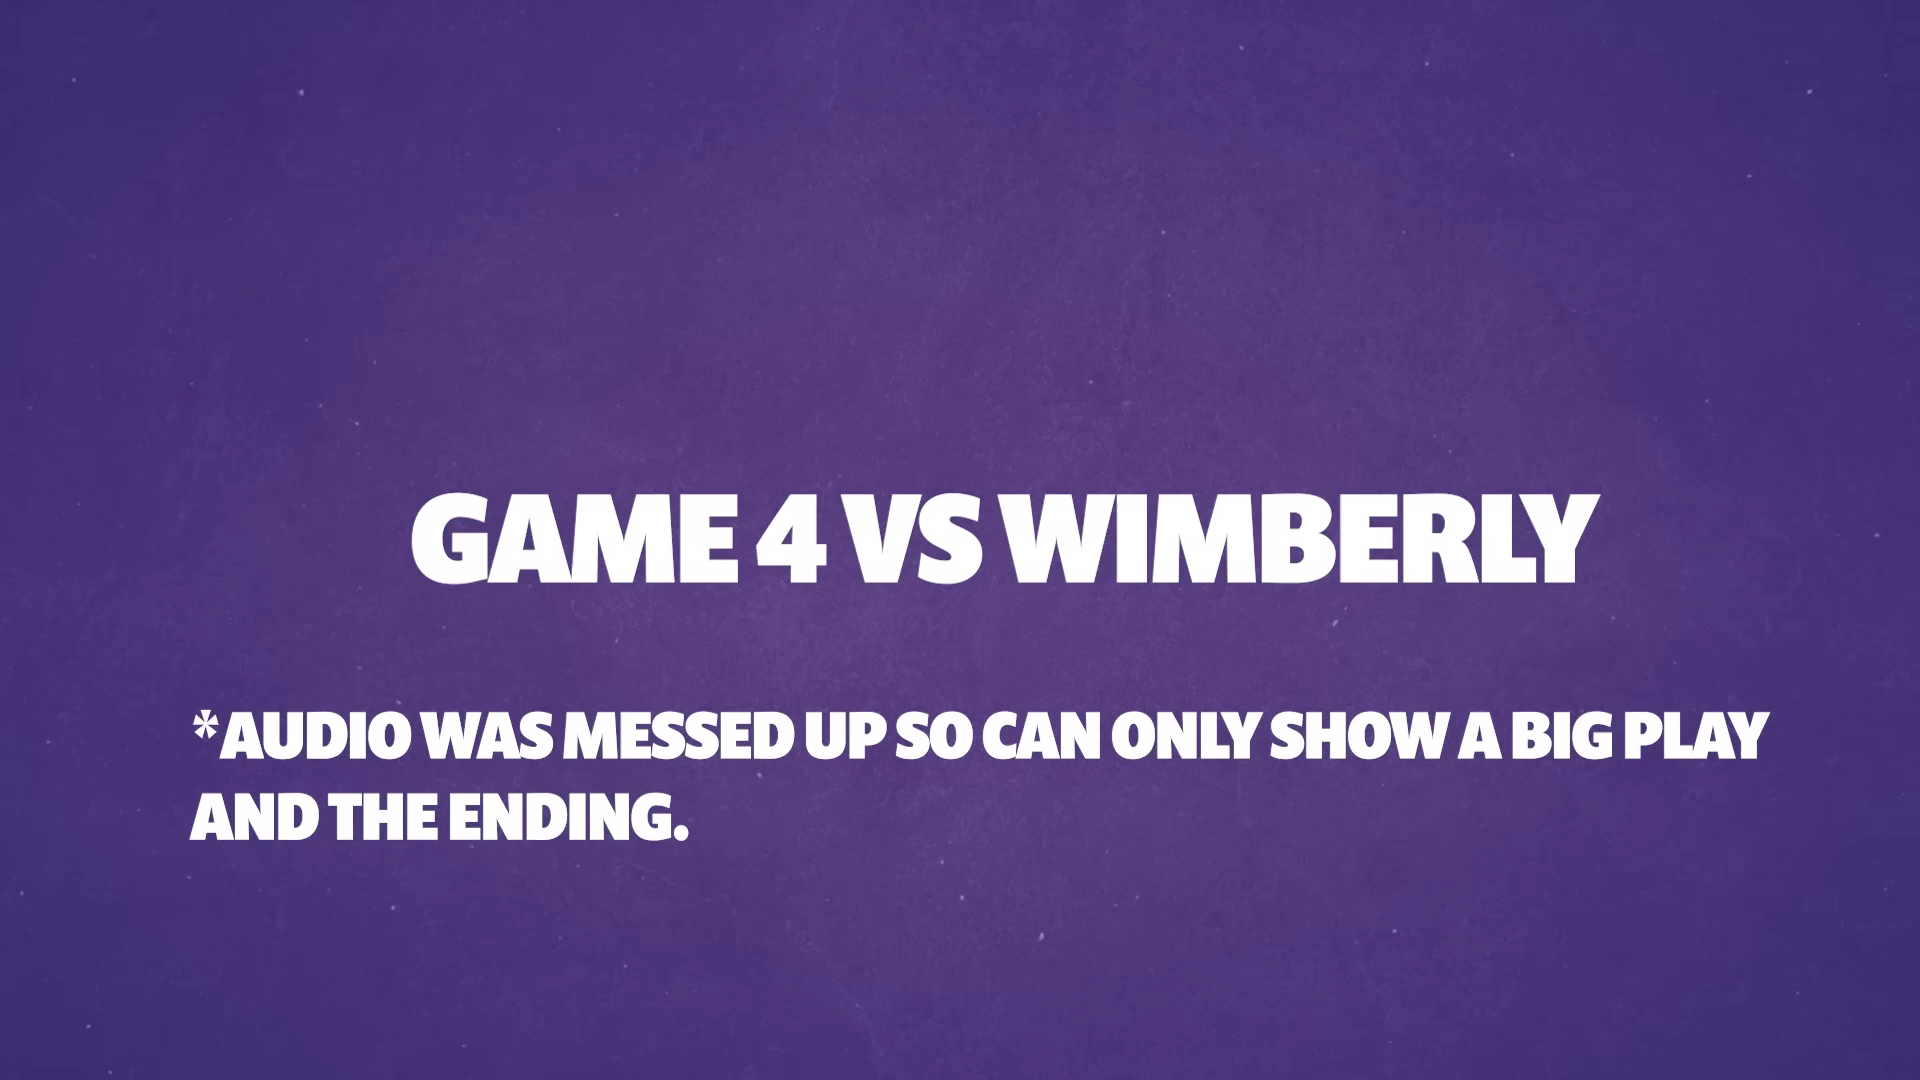 GAME 4 VS WIMBERLY
*AUDIO WAS MESSED UP SO CAN ONLY SHOW A BIG PLAY
AND THE ENDING.